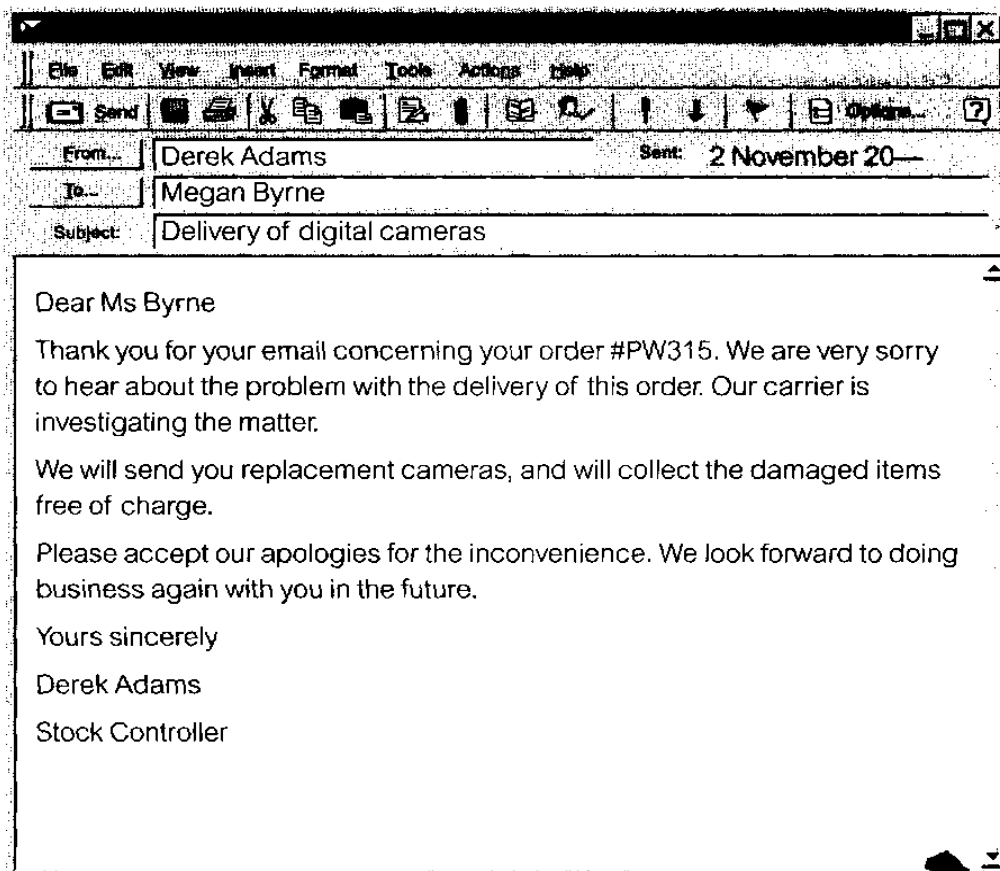 File Edit View Insert Format Tools Actions Help
Send Options...
From... Derek Adams Sent: 2 November 20—
To... Megan Byrne
Subject: Delivery of digital cameras
Dear Ms Byrne
Thank you for your email concerning your order #PW315. We are very sorry
to hear about the problem with the delivery of this order. Our carrier is
investigating the matter.
We will send you replacement cameras, and will collect the damaged items
free of charge.
Please accept our apologies for the inconvenience. We look forward to doing
business again with you in the future.
Yours sincerely
Derek Adams
Stock Controller